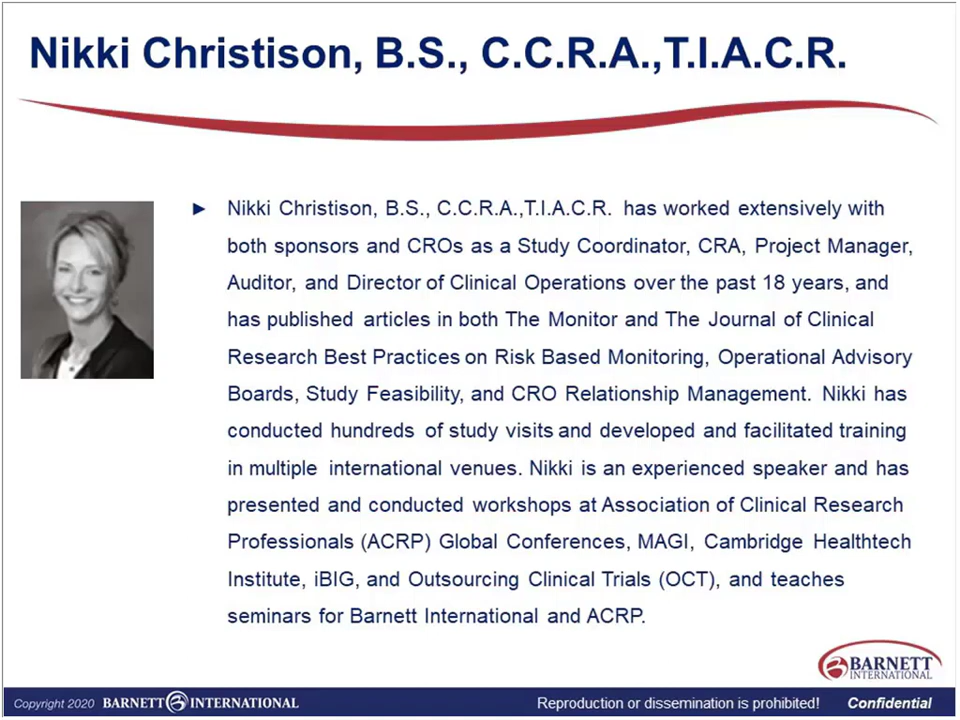 Nikki Christison, B.S., C.C.R.A.,T.I.A.C.R.
► Nikki Christison, B.S., C.C.R.A.,T.I.A.C.R. has worked extensively with
both sponsors and CROs as a Study Coordinator, CRA, Project Manager,
Auditor, and Director of Clinical Operations over the past 18 years, and
has published articles in both The Monitor and The Journal of Clinical
Research Best Practices on Risk Based Monitoring, Operational Advisory
Boards, Study Feasibility, and CRO Relationship Management. Nikki has
conducted hundreds of study visits and developed and facilitated training
in multiple international venues. Nikki is an experienced speaker and has
presented and conducted workshops at Association of Clinical Research
Professionals (ACRP) Global Conferences, MAGI, Cambridge Healthtech
Institute, iBIG, and Outsourcing Clinical Trials (OCT), and teaches
seminars for Barnett International and ACRP.
BARNETT
INTERNATIONAL
Copyright 2020 BARNETT INTERNATIONAL Reproduction or dissemination is prohibited! Confidential